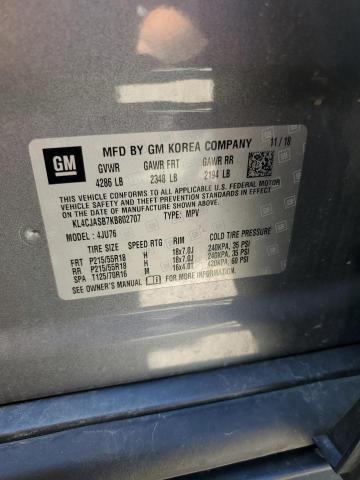 GM
MFD BY GM KOREA COMPANY 11/18
GVWR GAWR FRT GAWR RR
4286 LB 2348 LB 2194 LB
THIS VEHICLE CONFORMS TO ALL APPLICABLE U.S. FEDERAL MOTOR
VEHICLE SAFETY, BUMPER, AND THEFT PREVENTION STANDARDS IN EFFECT
ON THE DATE OF MANUFACTURE SHOWN ABOVE.
KL4CJASB7KB802707 TYPE: MPV
MODEL: 4JU76
TIRE SIZE SPEED RTG RIM COLD TIRE PRESSURE
FRT P215/55R18 H 18x7.0J 240KPA, 35 PSI
RR P215/55R18 H 18x7.0J 240KPA, 35 PSI
SPA T125/70R16 M 16x4.0T 420KPA, 60 PSI
SEE OWNER'S MANUAL FOR MORE INFORMATION.